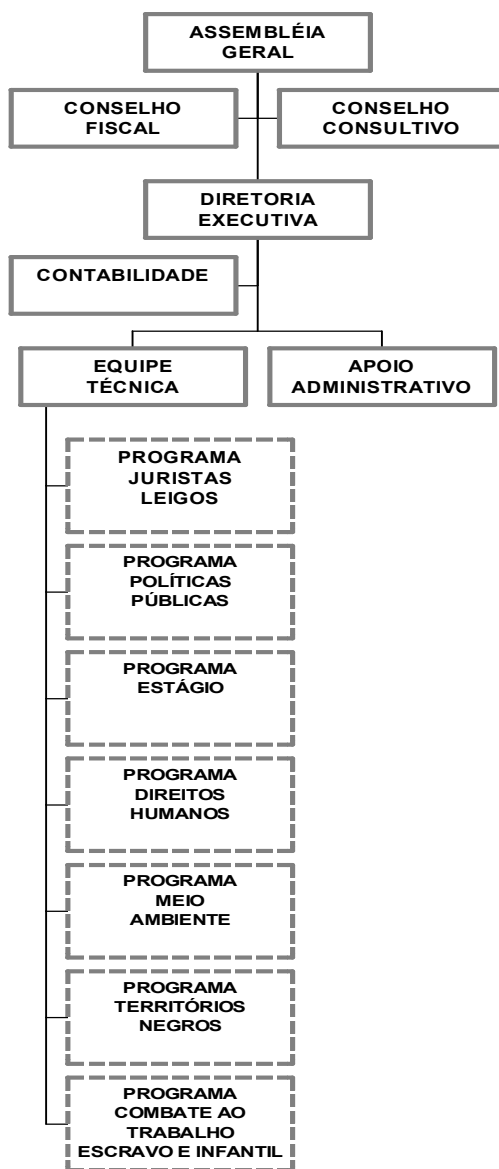 ASSEMBLÉIA
GERAL
CONSELHO
FISCAL
CONSELHO
CONSULTIVO
DIRETORIA
EXECUTIVA
CONTABILIDADE
EQUIPE
TÉCNICA
APOIO
ADMINISTRATIVO
PROGRAMA
JURISTAS
LEIGOS
PROGRAMA
POLÍTICAS
PÚBLICAS
PROGRAMA
ESTÁGIO
PROGRAMA
DIREITOS
HUMANOS
PROGRAMA
MEIO
AMBIENTE
PROGRAMA
TERRITÓRIOS
NEGROS
PROGRAMA
COMBATE AO
TRABALHO
ESCRAVO E INFANTIL